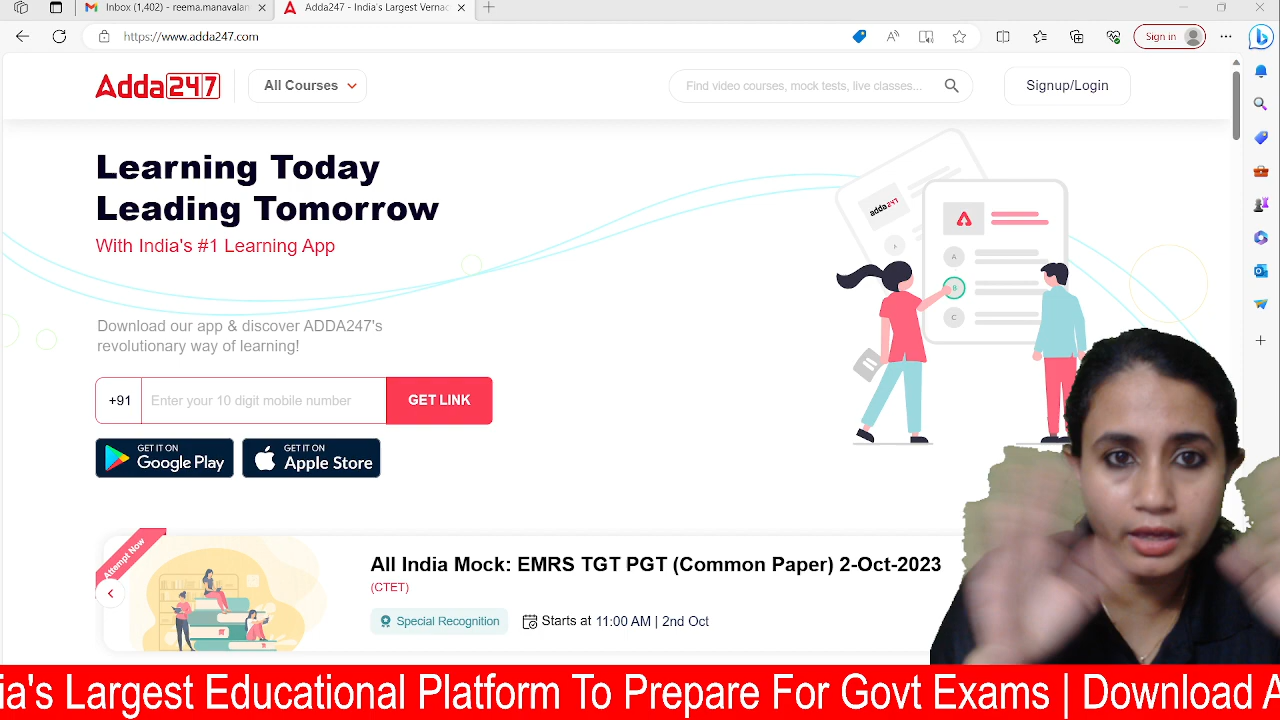 Inbox (1,402) - reema.manavalan
Adda247 - India's Largest Vernac
https://www.adda247.com
Sign in
Adda247
All Courses
Find video courses, mock tests, live classes...
Signup/Login
Learning Today
Leading Tomorrow
With India's #1 Learning App
adda247
A
B
C
Download our app & discover ADDA247's
revolutionary way of learning!
+91
Enter your 10 digit mobile number
GET LINK
GET IT ON
Google Play
GET IT ON
Apple Store
Attempt Now
All India Mock: EMRS TGT PGT (Common Paper) 2-Oct-2023
(CTET)
Special Recognition
Starts at 11:00 AM | 2nd Oct
ia's Largest Educational Platform To Prepare For Govt Exams | Download A